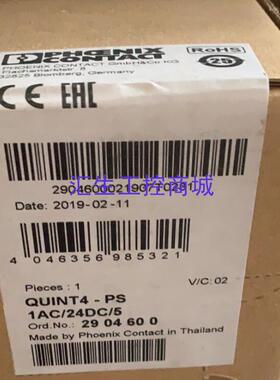 PHOENIX
CONTACT
RoHS
25
PHOENIX CONTACT GmbH&Co KG
Flachsmarktstr. 8
32825 Blomberg, Germany
CE EAC
Date: 2019-02-11
汇生工控商城
4 046356 985321
Pieces : 1
V/C: 02
QUINT4 - PS
1AC/24DC/5
Ord.No.: 29 04 60 0
Made by Phoenix Contact in Thailand